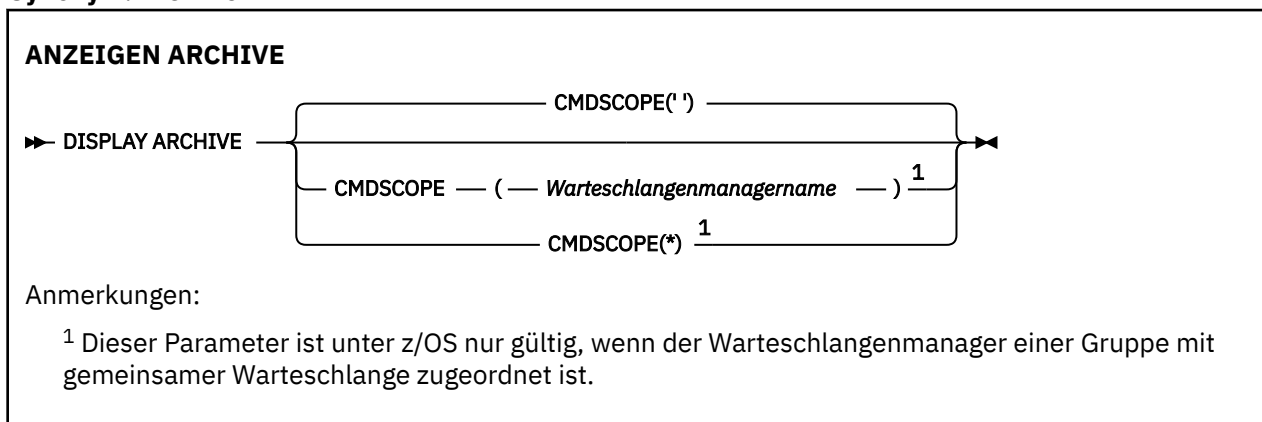 ANZEIGEN ARCHIVE
CMDSCOPE(' ')
DISPLAY ARCHIVE
CMDSCOPE ( Warteschlangenmanagername ) 1
CMDSCOPE(*) 1
Anmerkungen:
1 Dieser Parameter ist unter z/OS nur gültig, wenn der Warteschlangenmanager einer Gruppe mit
gemeinsamer Warteschlange zugeordnet ist.